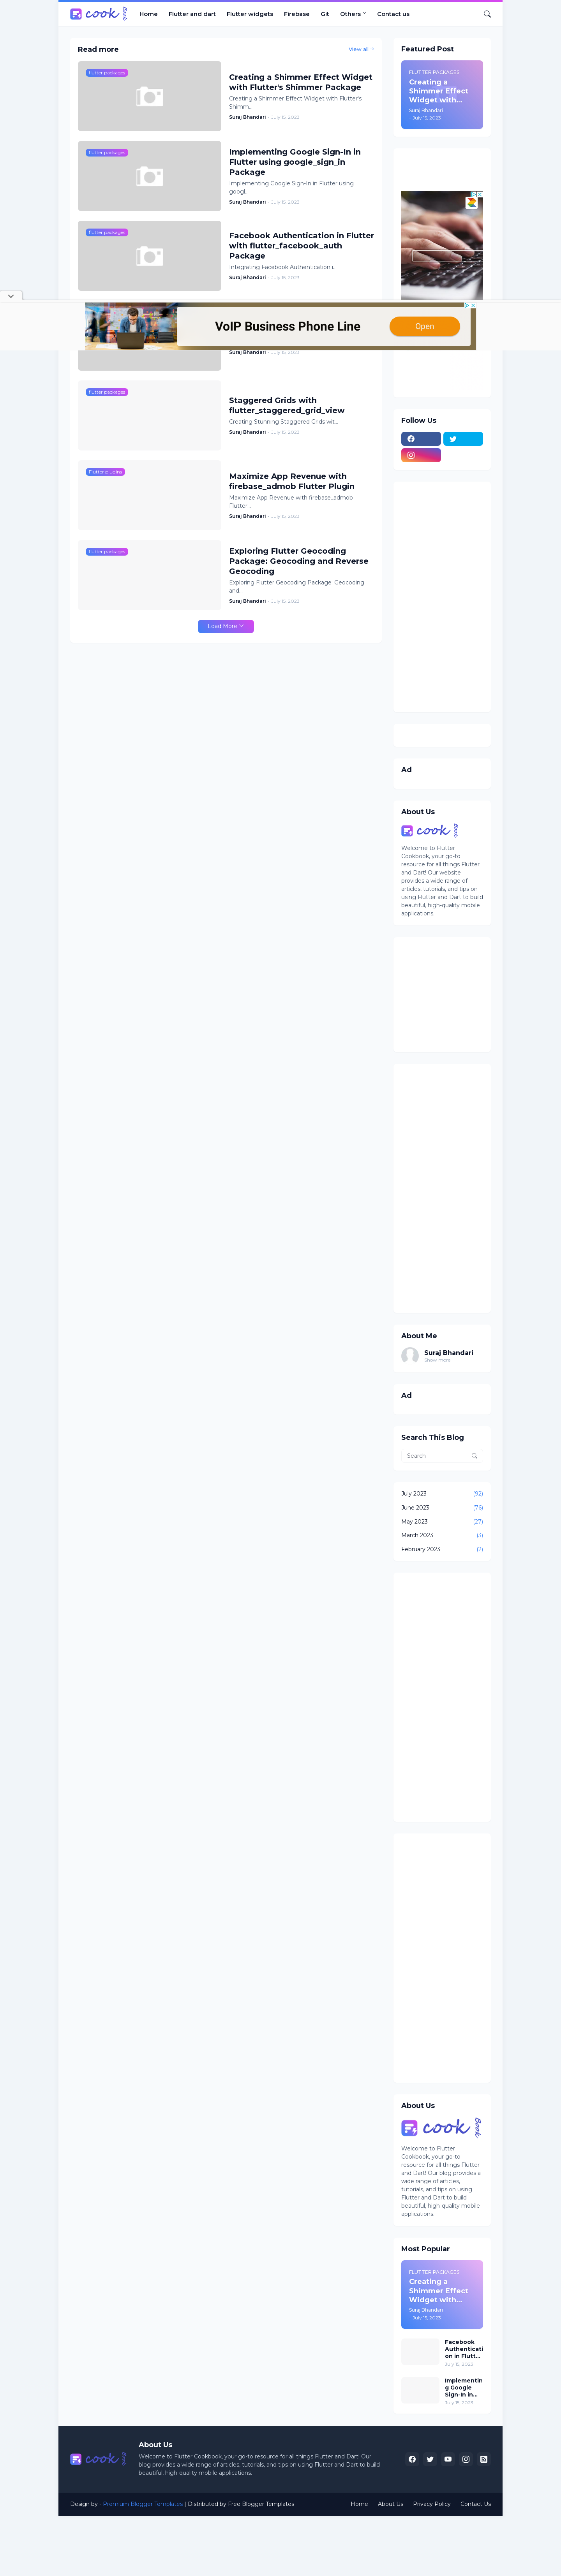 cook Book
Home
Flutter and dart
Flutter widgets
Firebase
Git
Others
Contact us
Read more
View all
flutter packages
Creating a Shimmer Effect Widget
with Flutter's Shimmer Package
Creating a Shimmer Effect Widget with Flutter's
Shimm…
Suraj Bhandari - July 15, 2023
flutter packages
Implementing Google Sign-In in
Flutter using google_sign_in
Package
Implementing Google Sign-In in Flutter using
googl…
Suraj Bhandari - July 15, 2023
flutter packages
Facebook Authentication in Flutter
with flutter_facebook_auth
Package
Integrating Facebook Authentication i…
Suraj Bhandari - July 15, 2023
VoIP Business Phone Line
Open
Suraj Bhandari - July 15, 2023
flutter packages
Staggered Grids with
flutter_staggered_grid_view
Creating Stunning Staggered Grids wit…
Suraj Bhandari - July 15, 2023
Flutter plugins
Maximize App Revenue with
firebase_admob Flutter Plugin
Maximize App Revenue with firebase_admob
Flutter…
Suraj Bhandari - July 15, 2023
flutter packages
Exploring Flutter Geocoding
Package: Geocoding and Reverse
Geocoding
Exploring Flutter Geocoding Package: Geocoding
and…
Suraj Bhandari - July 15, 2023
Load More
Featured Post
FLUTTER PACKAGES
Creating a
Shimmer Effect
Widget with…
Suraj Bhandari
- July 15, 2023
Follow Us
Ad
About Us
cook Book
Welcome to Flutter
Cookbook, your go-to
resource for all things Flutter
and Dart! Our website
provides a wide range of
articles, tutorials, and tips on
using Flutter and Dart to build
beautiful, high-quality mobile
applications.
About Me
Suraj Bhandari
Show more
Ad
Search This Blog
Search
July 2023 (92)
June 2023 (76)
May 2023 (27)
March 2023 (3)
February 2023 (2)
About Us
cook Book
Welcome to Flutter
Cookbook, your go-to
resource for all things Flutter
and Dart! Our blog provides a
wide range of articles,
tutorials, and tips on using
Flutter and Dart to build
beautiful, high-quality mobile
applications.
Most Popular
FLUTTER PACKAGES
Creating a
Shimmer Effect
Widget with…
Suraj Bhandari
- July 15, 2023
Facebook
Authenticati
on in Flutt…
July 15, 2023
Implementin
g Google
Sign-In in…
July 15, 2023
cook Book
About Us
Welcome to Flutter Cookbook, your go-to resource for all things Flutter and Dart! Our
blog provides a wide range of articles, tutorials, and tips on using Flutter and Dart to build
beautiful, high-quality mobile applications.
Design by - Premium Blogger Templates | Distributed by Free Blogger Templates
Home
About Us
Privacy Policy
Contact Us